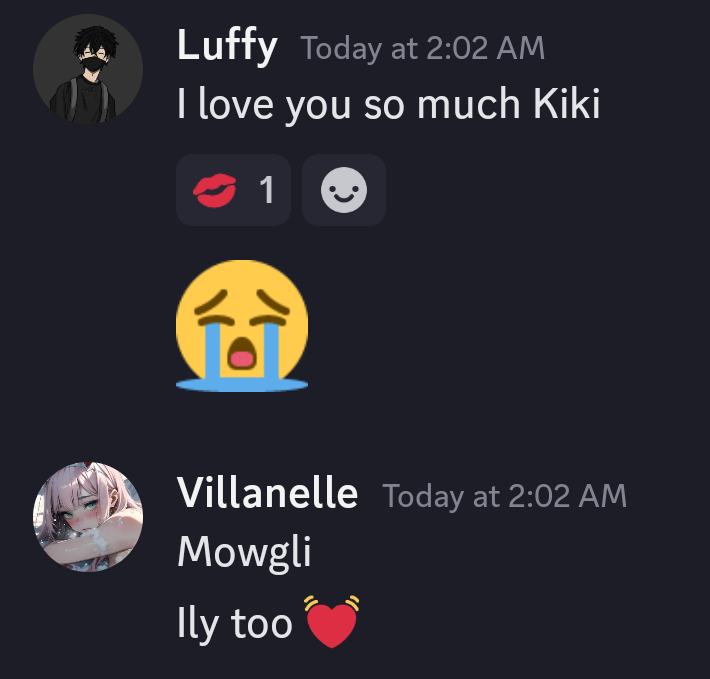 Luffy Today at 2:02 AM
I love you so much Kiki
💋 1
😭
Villanelle Today at 2:02 AM
Mowgli
Ily too 💓